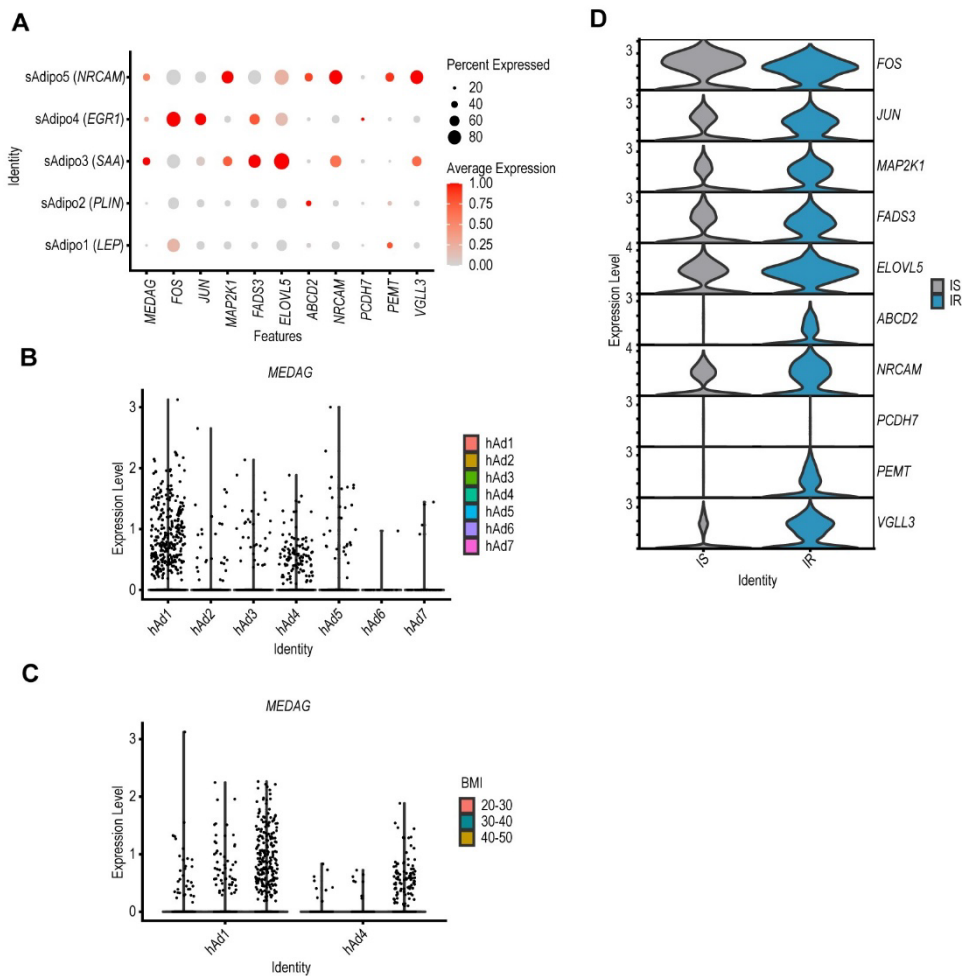 A
sAdipo5 (NRCAM)
sAdipo4 (EGR1)
sAdipo3 (SAA)
sAdipo2 (PLIN)
sAdipo1 (LEP)
Identity
MEDAG
FOS
JUN
MAP2K1
FADS3
ELOVL5
ABCD2
NRCAM
PCDH7
PEMT
VGLL3
Features
Percent Expressed
20
40
60
80
Average Expression
1.00
0.75
0.50
0.25
0.00
B
MEDAG
Expression Level
3
2
1
0
hAd1
hAd2
hAd3
hAd4
hAd5
hAd6
hAd7
Identity
hAd1
hAd2
hAd3
hAd4
hAd5
hAd6
hAd7
C
MEDAG
Expression Level
3
2
1
0
hAd1
hAd4
Identity
BMI
20-30
30-40
40-50
D
Expression Level
3
FOS
3
JUN
3
MAP2K1
3
FADS3
4
ELOVL5
3
ABCD2
4
NRCAM
3
PCDH7
3
PEMT
3
VGLL3
IS
IR
Identity
IS
IR